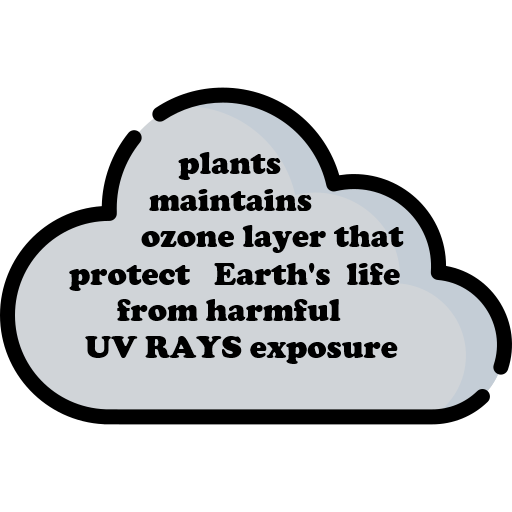 plants
maintains
ozone layer that
protect Earth's life
from harmful
UV RAYS exposure